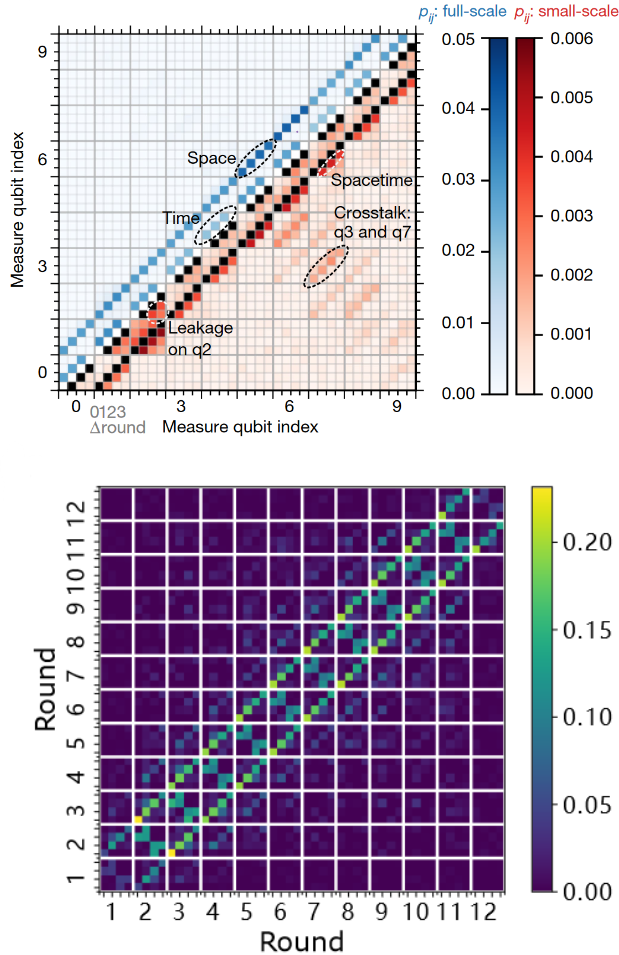 pij: full-scale pij: small-scale
9
6
3
0
Measure qubit index
Space
Time
Spacetime
Crosstalk:
q3 and q7
Leakage
on q2
0 3 6 9
0123
Δround
Measure qubit index
0.05
0.04
0.03
0.02
0.01
0.00
0.006
0.005
0.004
0.003
0.002
0.001
0.000
12
11
10
9
8
7
6
5
4
3
2
1
Round
1 2 3 4 5 6 7 8 9 10 11 12
Round
0.20
0.15
0.10
0.05
0.00